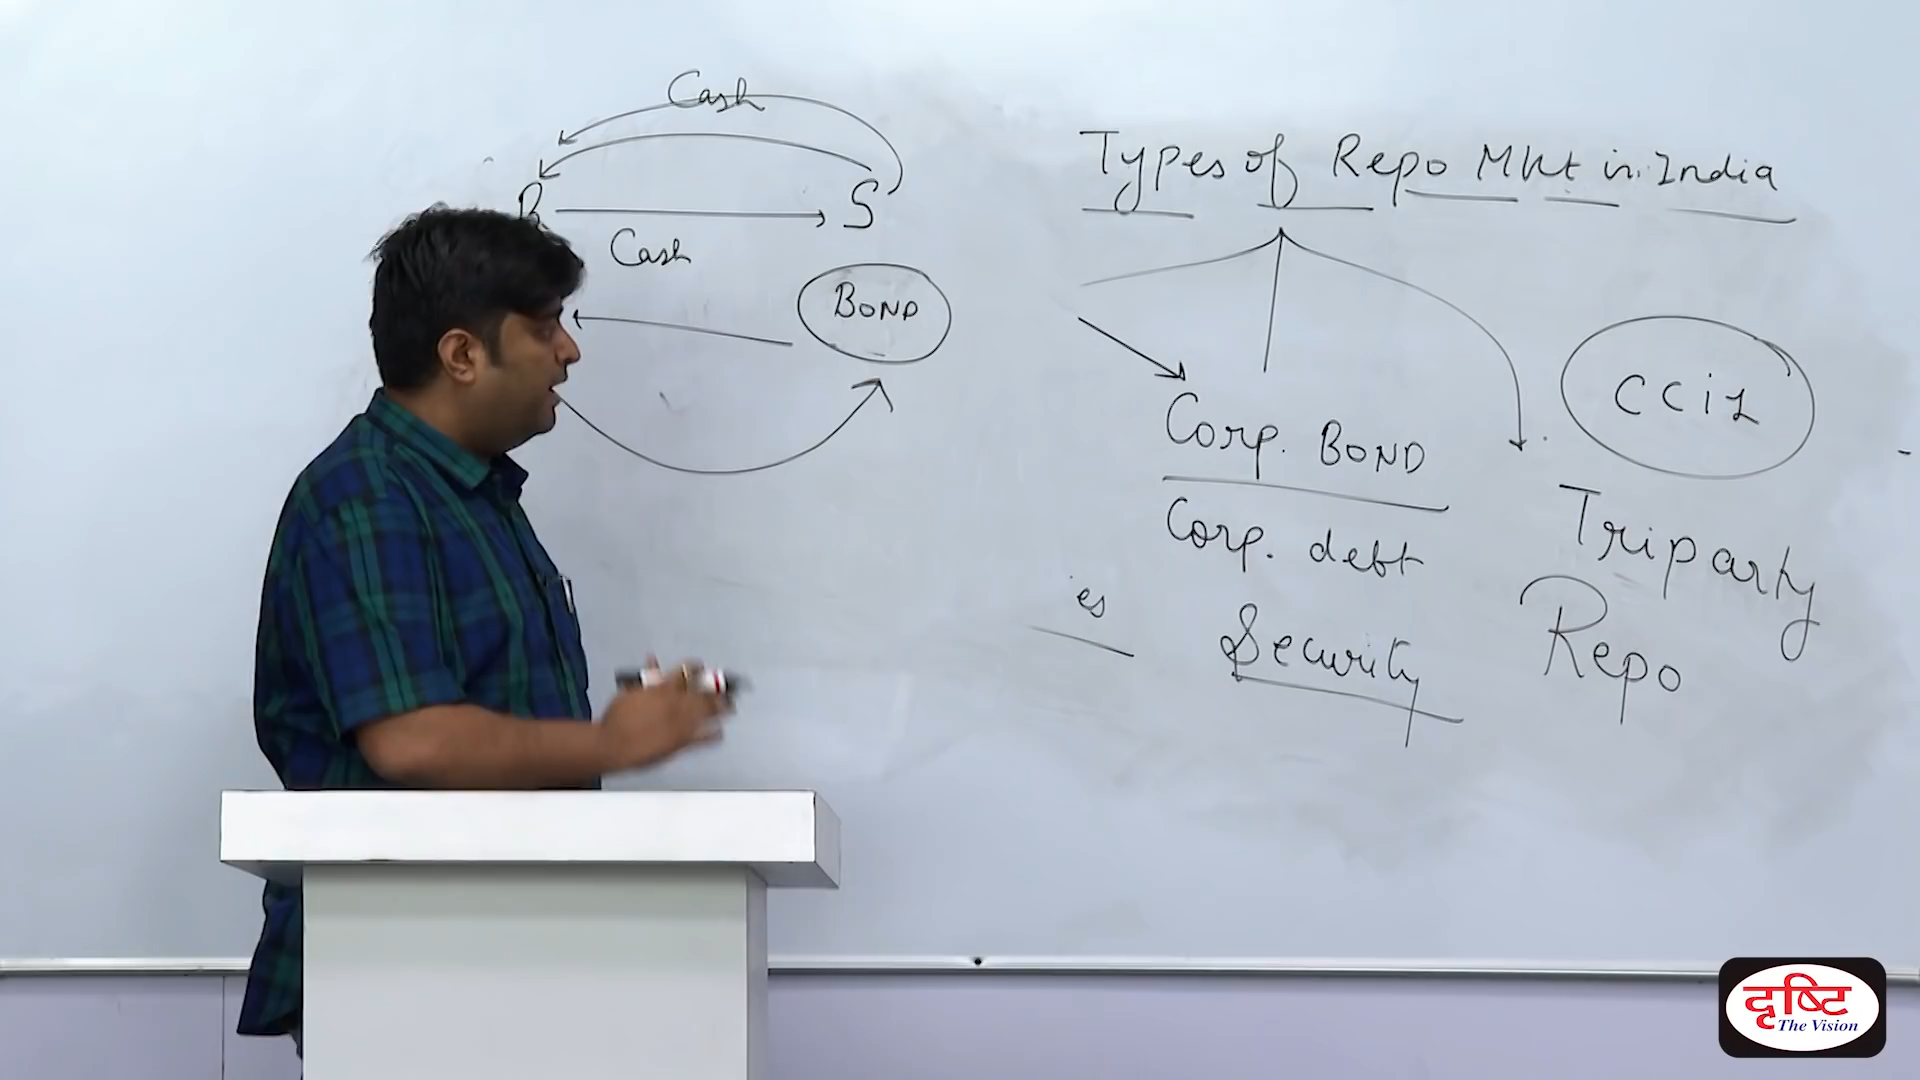 Cash
B S
Cash
BOND
Types of Repo Mkt in India
CCiL
Corp. BOND
Corp. debt
Triparty
es
Security
Repo
दृष्टि
The Vision